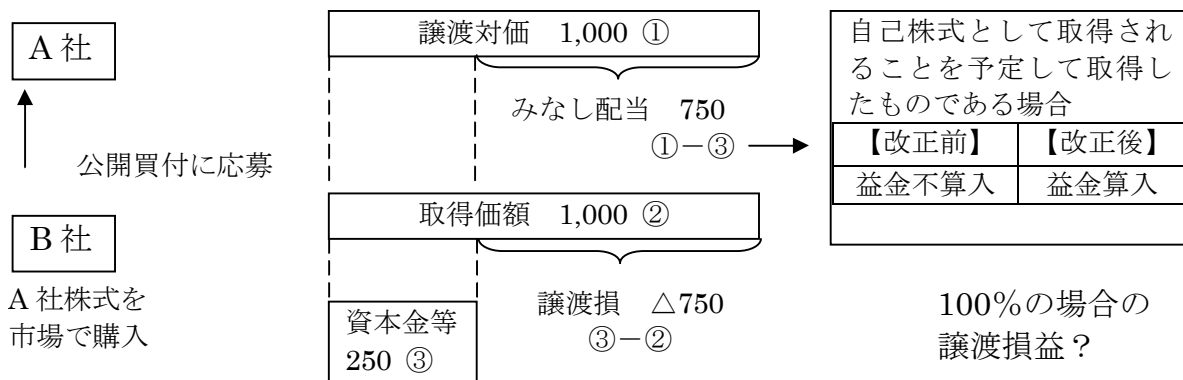 A 社
公開買付に応募
B 社
A 社株式を
市場で購入
譲渡対価 1,000 ①
みなし配当 750
①－③
取得価額 1,000 ②
資本金等
250 ③
譲渡損 △750
③－②
自己株式として取得され
ることを予定して取得し
たものである場合
【改正前】 【改正後】
益金不算入 益金算入
100％の場合の
譲渡損益？